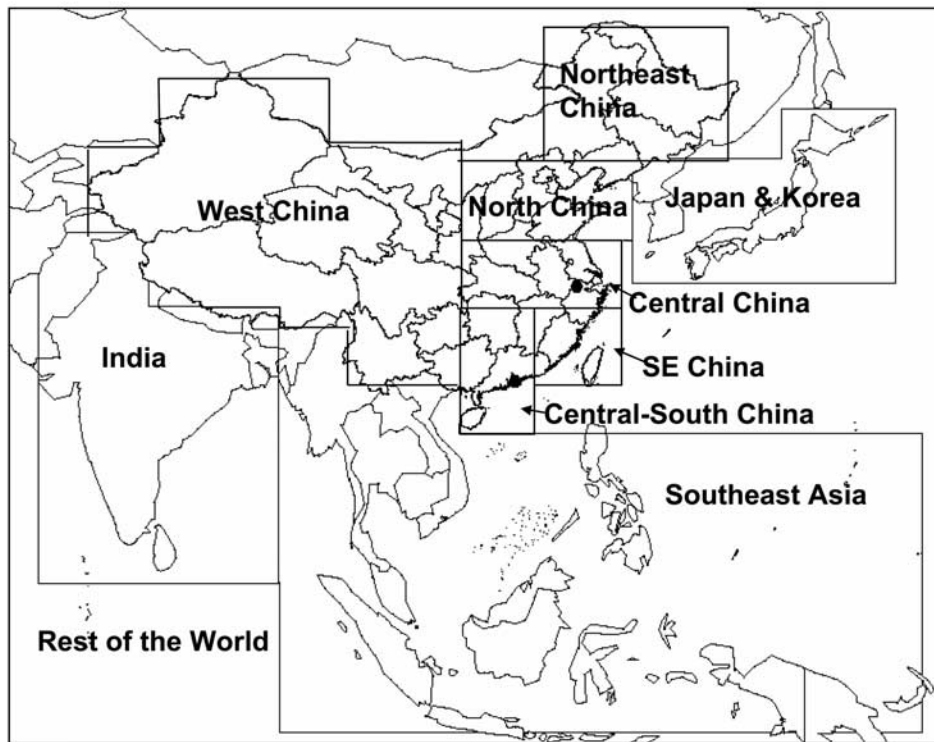 Northeast
China
West China
North China
Japan & Korea
Central China
India
SE China
Central-South China
Southeast Asia
Rest of the World